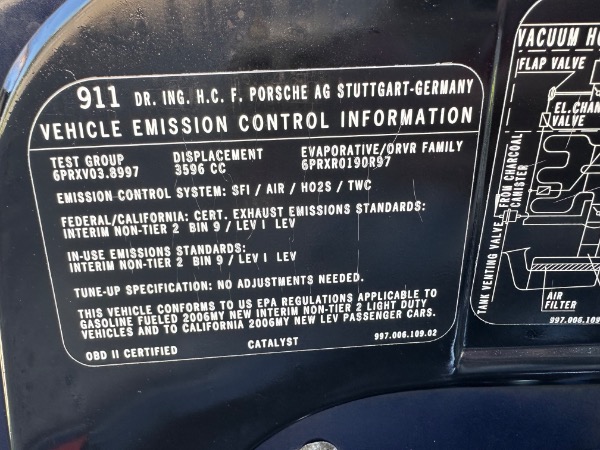 911 DR. ING. H.C. F. PORSCHE AG STUTTGART-GERMANY
VEHICLE EMISSION CONTROL INFORMATION
TEST GROUP DISPLACEMENT EVAPORATIVE/ORVR FAMILY
6PRXV03.8997 3596 CC 6PRXR0190R97
EMISSION CONTROL SYSTEM: SFI / AIR / HO2S / TWC
FEDERAL/CALIFORNIA: CERT. EXHAUST EMISSIONS STANDARDS:
INTERIM NON-TIER 2 BIN 9 / LEV I LEV
IN-USE EMISSIONS STANDARDS:
INTERIM NON-TIER 2 BIN 9 / LEV I LEV
TUNE-UP SPECIFICATION: NO ADJUSTMENTS NEEDED.
THIS VEHICLE CONFORMS TO US EPA REGULATIONS APPLICABLE TO
GASOLINE FUELED 2006MY NEW INTERIM NON-TIER 2 LIGHT DUTY
VEHICLES AND TO CALIFORNIA 2006MY NEW LEV PASSENGER CARS.
OBD II CERTIFIED CATALYST 997.006.109.02
VACUUM HO
FLAP VALVE
EL.CHAN
VALVE
TANK VENTING VALVE
FROM CHARCOAL
CANISTER
AIR
FILTER
997.006.109